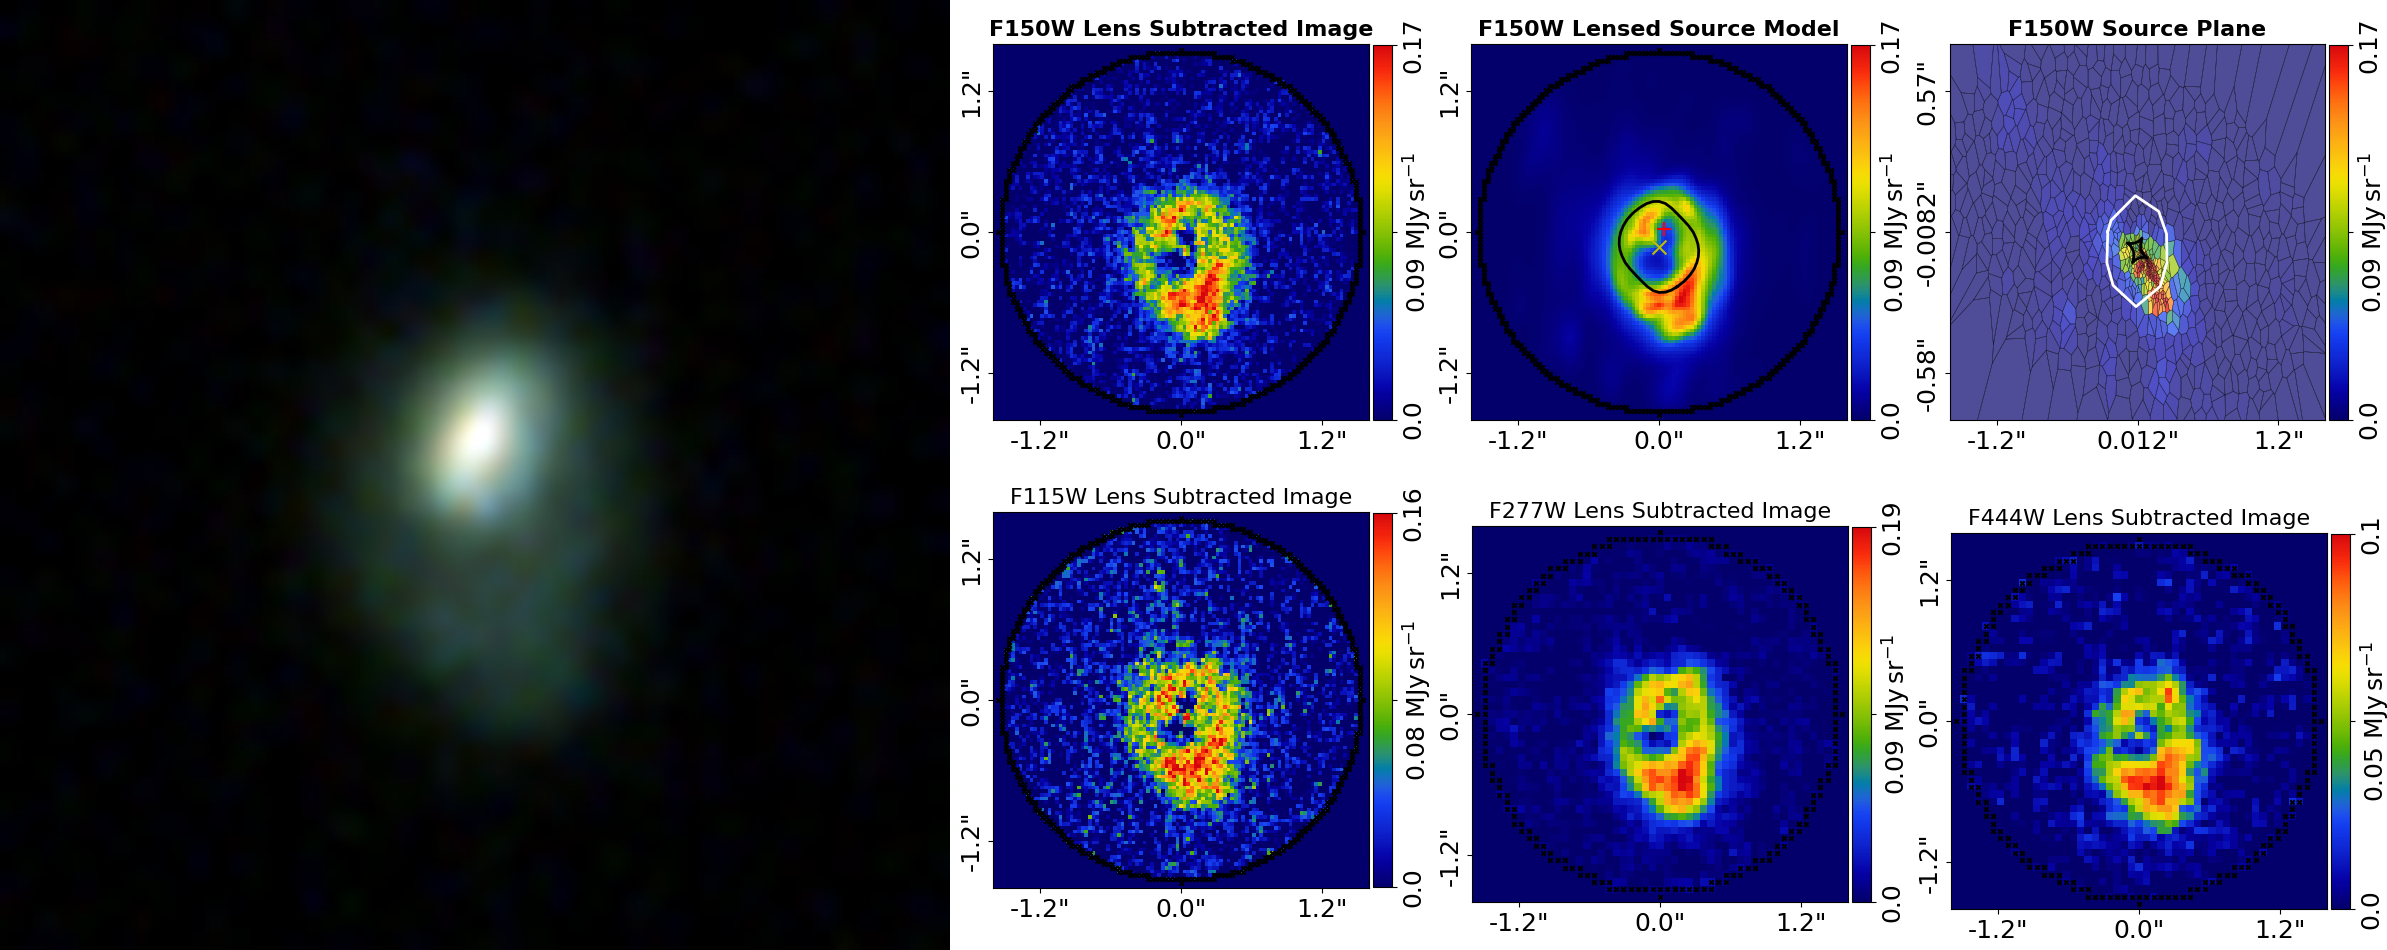 F150W Lens Subtracted Image
1.2"
0.0"
-1.2"
-1.2" 0.0" 1.2"
0.17
0.09 MJy sr⁻¹
0.0
F150W Lensed Source Model
1.2"
0.0"
-1.2"
-1.2" 0.0" 1.2"
0.17
0.09 MJy sr⁻¹
0.0
F150W Source Plane
0.57"
-0.0082"
-0.58"
-1.2" 0.012" 1.2"
0.17
0.09 MJy sr⁻¹
0.0
F115W Lens Subtracted Image
1.2"
0.0"
-1.2"
-1.2" 0.0" 1.2"
0.16
0.08 MJy sr⁻¹
0.0
F277W Lens Subtracted Image
1.2"
0.0"
-1.2"
-1.2" 0.0" 1.2"
0.19
0.09 MJy sr⁻¹
0.0
F444W Lens Subtracted Image
1.2"
0.0"
-1.2"
-1.2" 0.0" 1.2"
0.1
0.05 MJy sr⁻¹
0.0